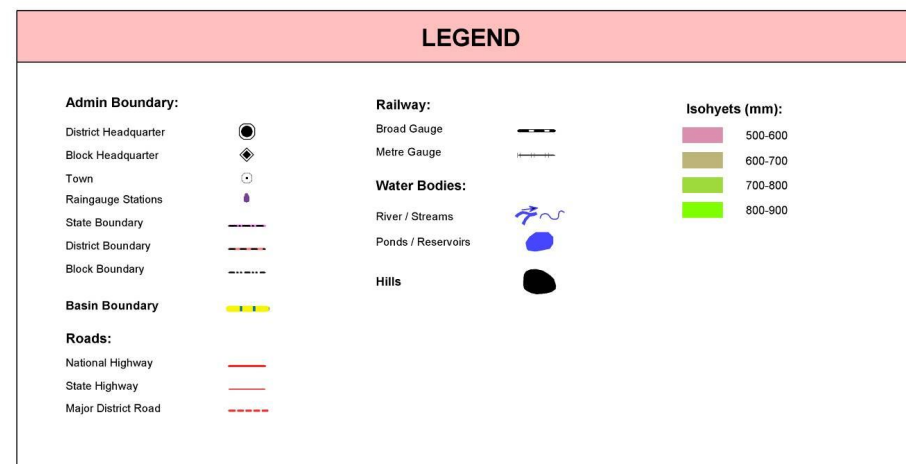 LEGEND
Admin Boundary:
District Headquarter
Block Headquarter
Town
Raingauge Stations
State Boundary
District Boundary
Block Boundary
Basin Boundary
Roads:
National Highway
State Highway
Major District Road
Railway:
Broad Gauge
Metre Gauge
Water Bodies:
River / Streams
Ponds / Reservoirs
Hills
Isohyets (mm):
500-600
600-700
700-800
800-900